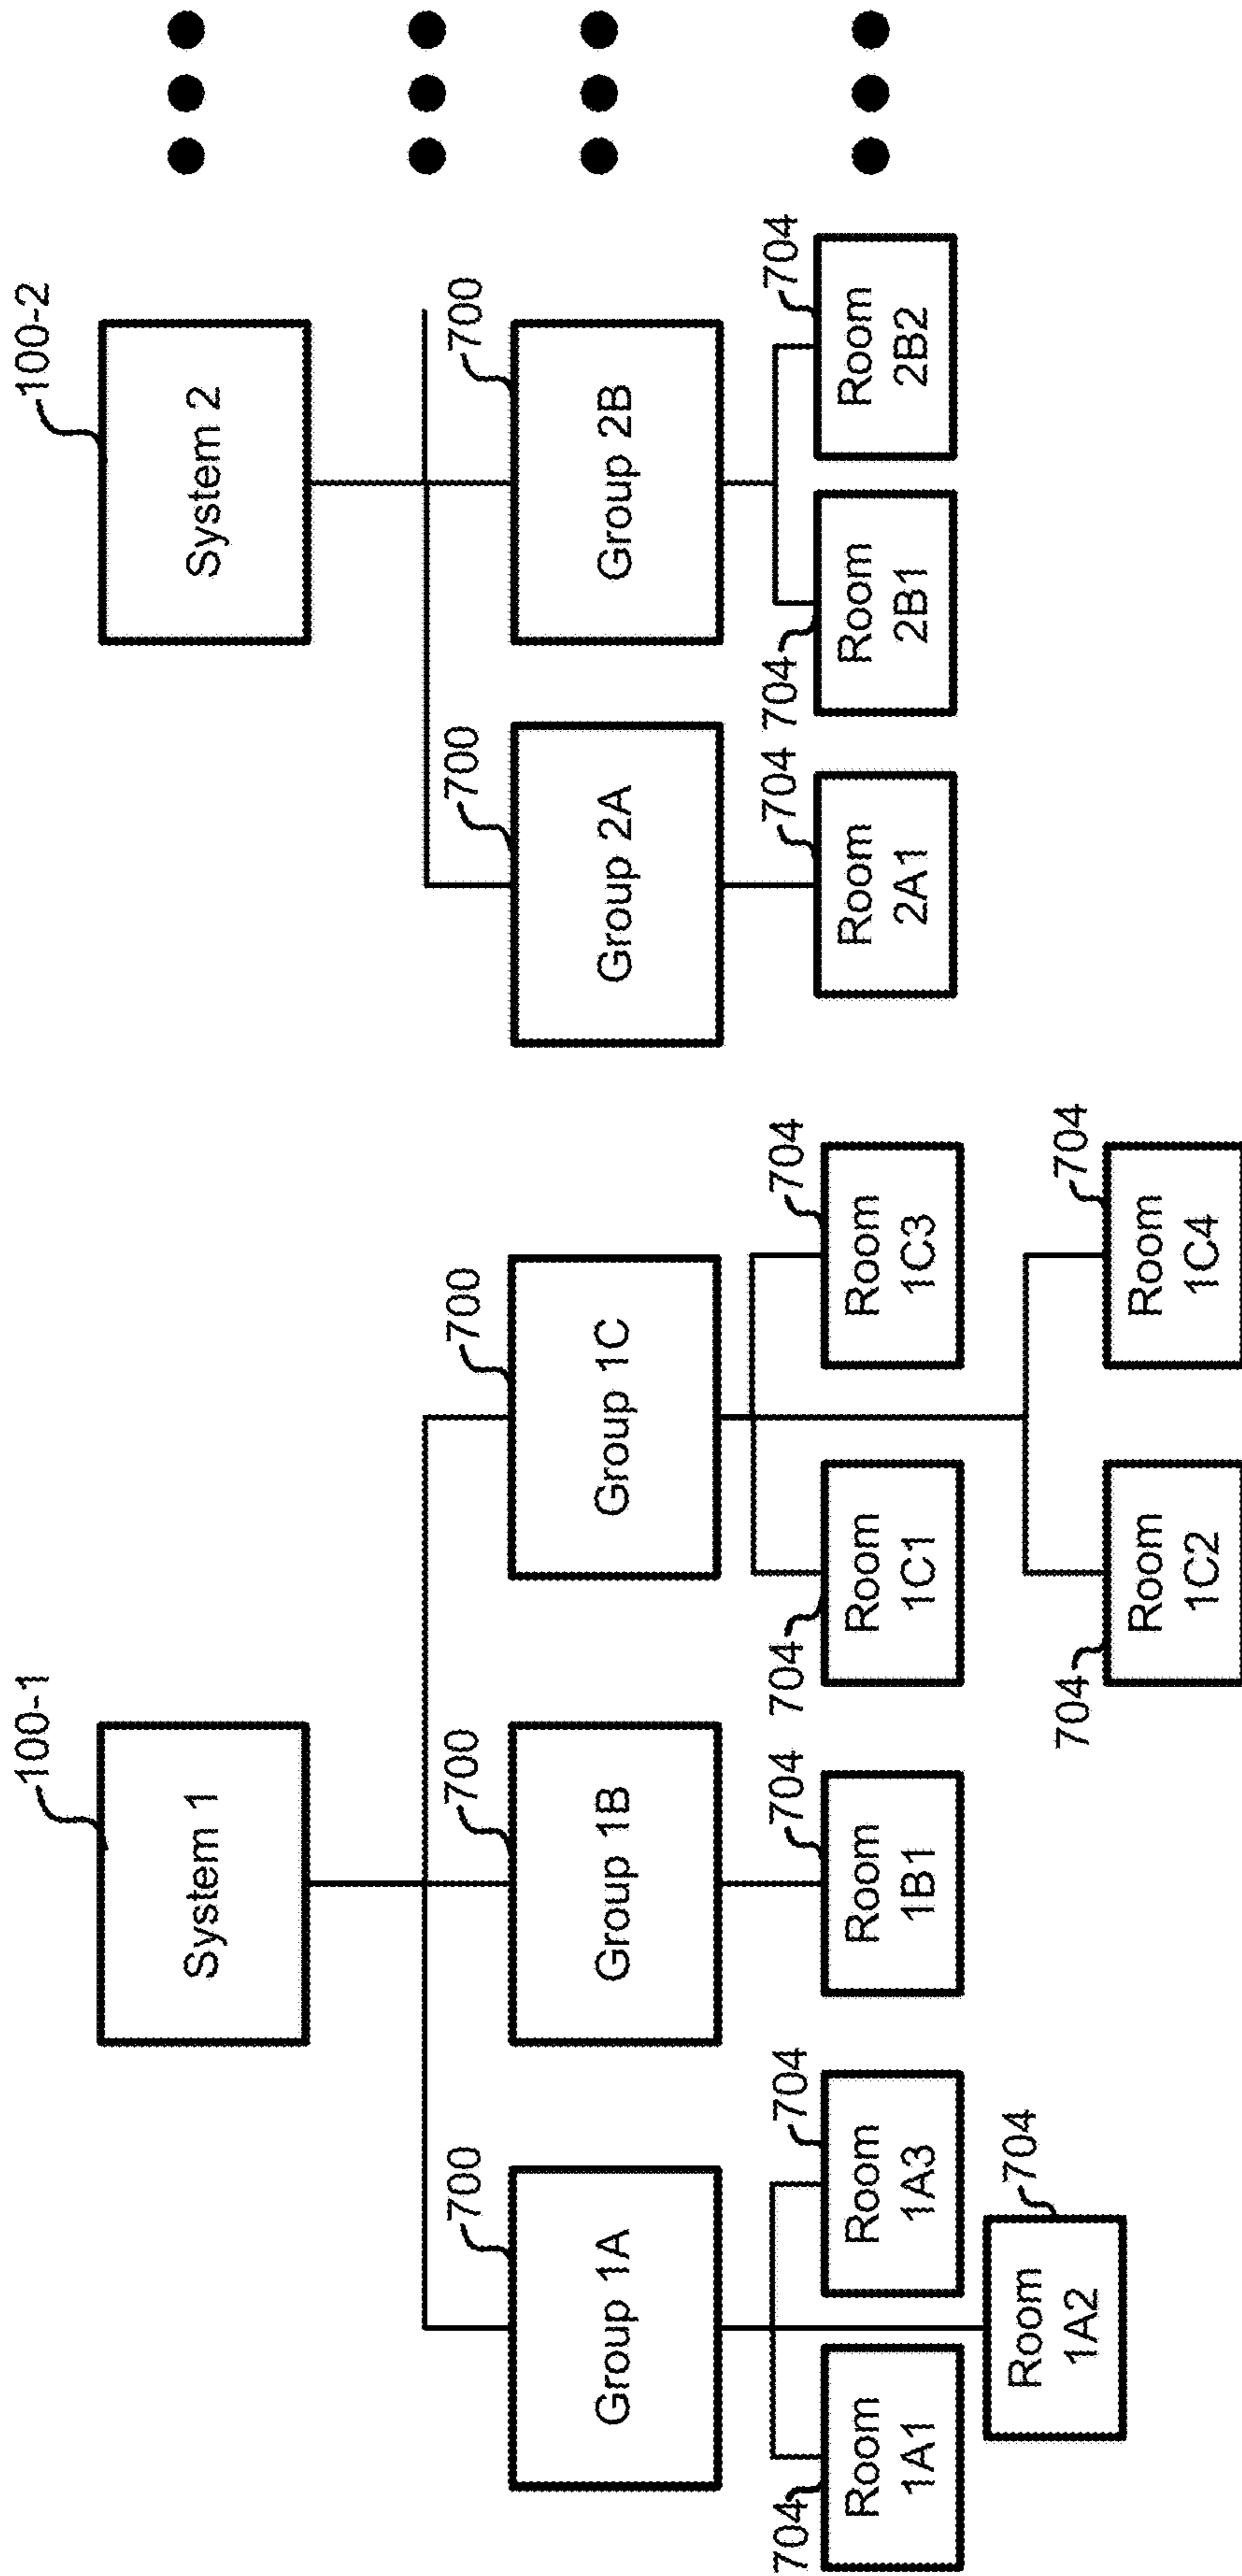 100-1
System 1
100-2
System 2
700
Group 1A
700
Group 1B
700
Group 1C
700
Group 2A
700
Group 2B
704
Room
1A1
704
Room
1A3
704
Room
1A2
704
Room
1B1
704
Room
1C1
704
Room
1C3
704
Room
1C2
704
Room
1C4
704
Room
2A1
704
Room
2B1
704
Room
2B2